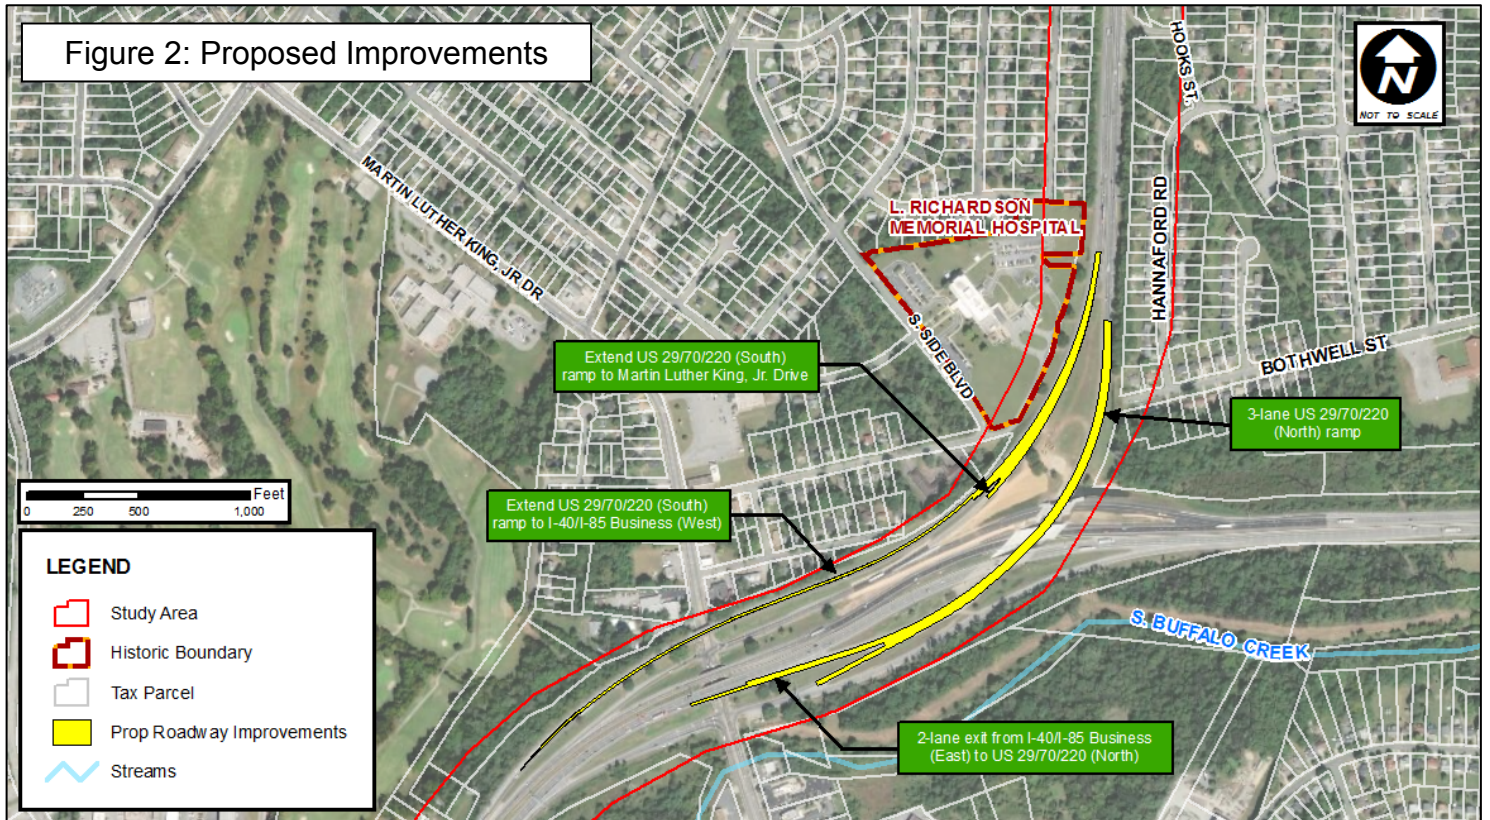 Figure 2: Proposed Improvements
HOOKS ST.
N
NOT TO SCALE
MARTIN LUTHER KING, JR DR
L. RICHARDSON
MEMORIAL HOSPITAL
HANNAFORD RD
S. SIDE BLVD
BOTHWELL ST
Extend US 29/70/220 (South)
ramp to Martin Luther King, Jr. Drive
3-lane US 29/70/220
(North) ramp
Extend US 29/70/220 (South)
ramp to I-40/I-85 Business (West)
Feet
0 250 500 1,000
S. BUFFALO CREEK
2-lane exit from I-40/I-85 Business
(East) to US 29/70/220 (North)
LEGEND
Study Area
Historic Boundary
Tax Parcel
Prop Roadway Improvements
Streams